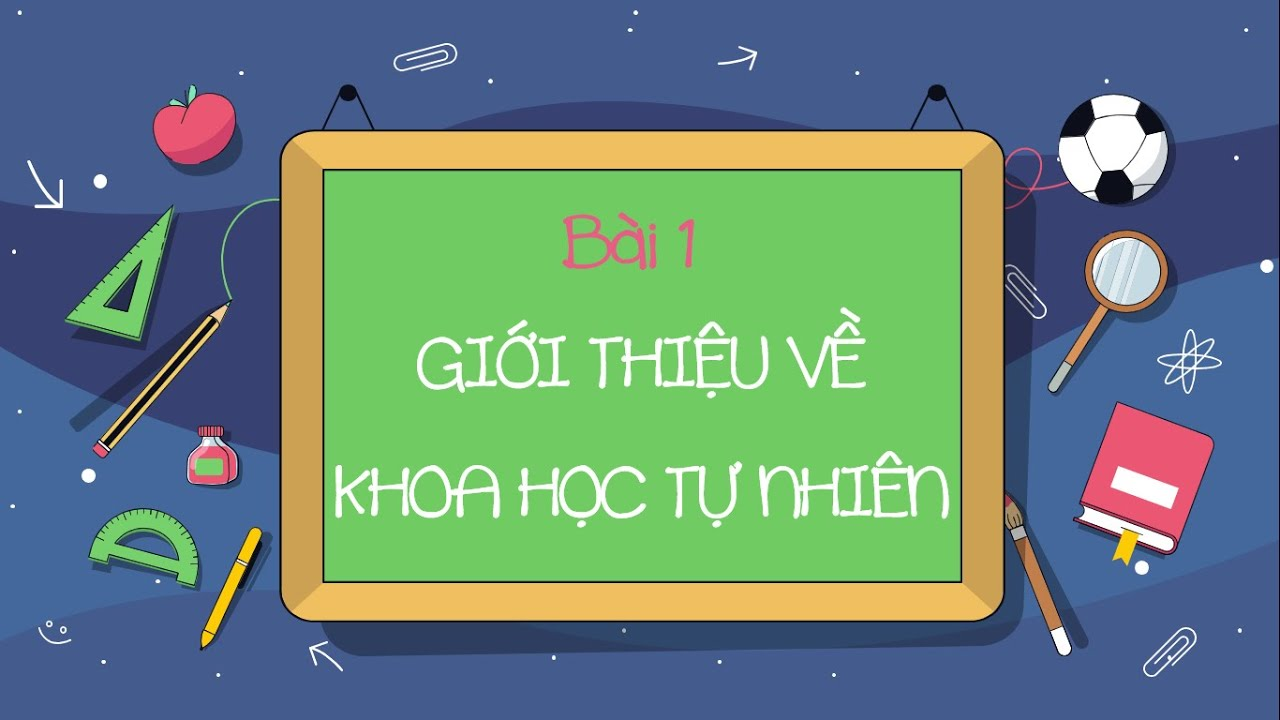 Bài 1
GIỚI THIỆU VỀ
KHOA HỌC TỰ NHIÊN